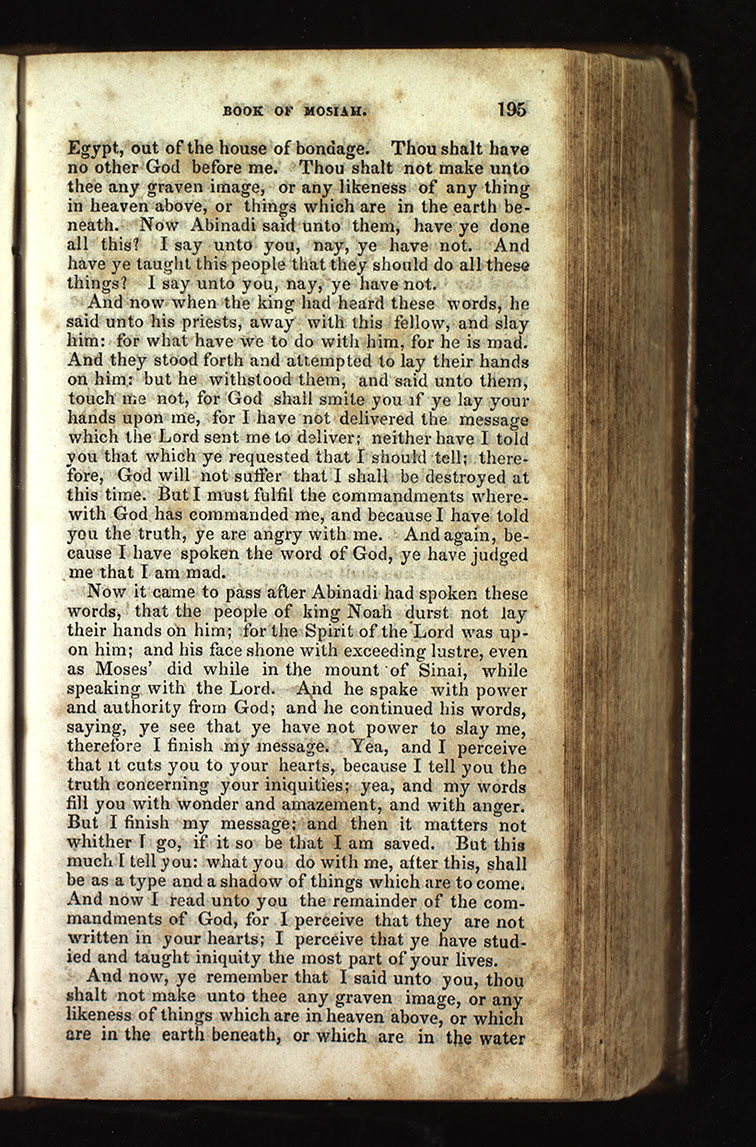 BOOK OF MOSIAH. 195
Egypt, out of the house of bondage. Thou shalt have
no other God before me. Thou shalt not make unto
thee any graven image, or any likeness of any thing
in heaven above, or things which are in the earth be-
neath. Now Abinadi said unto them, have ye done
all this? I say unto you, nay, ye have not. And
have ye taught this people that they should do all these
things? I say unto you, nay, ye have not.
And now when the king had heard these words, he
said unto his priests, away with this fellow, and slay
him: for what have we to do with him, for he is mad.
And they stood forth and attempted to lay their hands
on him: but he withstood them, and said unto them,
touch me not, for God shall smite you if ye lay your
hands upon me, for I have not delivered the message
which the Lord sent me to deliver; neither have I told
you that which ye requested that I should tell; there-
fore, God will not suffer that I shall be destroyed at
this time. But I must fulfil the commandments where-
with God has commanded me, and because I have told
you the truth, ye are angry with me. And again, be-
cause I have spoken the word of God, ye have judged
me that I am mad.
Now it came to pass after Abinadi had spoken these
words, that the people of king Noah durst not lay
their hands on him; for the Spirit of the Lord was up-
on him; and his face shone with exceeding lustre, even
as Moses' did while in the mount of Sinai, while
speaking with the Lord. And he spake with power
and authority from God; and he continued his words,
saying, ye see that ye have not power to slay me,
therefore I finish my message. Yea, and I perceive
that it cuts you to your hearts, because I tell you the
truth concerning your iniquities; yea, and my words
fill you with wonder and amazement, and with anger.
But I finish my message; and then it matters not
whither I go, if it so be that I am saved. But this
much I tell you: what you do with me, after this, shall
be as a type and a shadow of things which are to come.
And now I read unto you the remainder of the com-
mandments of God, for I perceive that they are not
written in your hearts; I perceive that ye have stud-
ied and taught iniquity the most part of your lives.
And now, ye remember that I said unto you, thou
shalt not make unto thee any graven image, or any
likeness of things which are in heaven above, or which
are in the earth beneath, or which are in the water